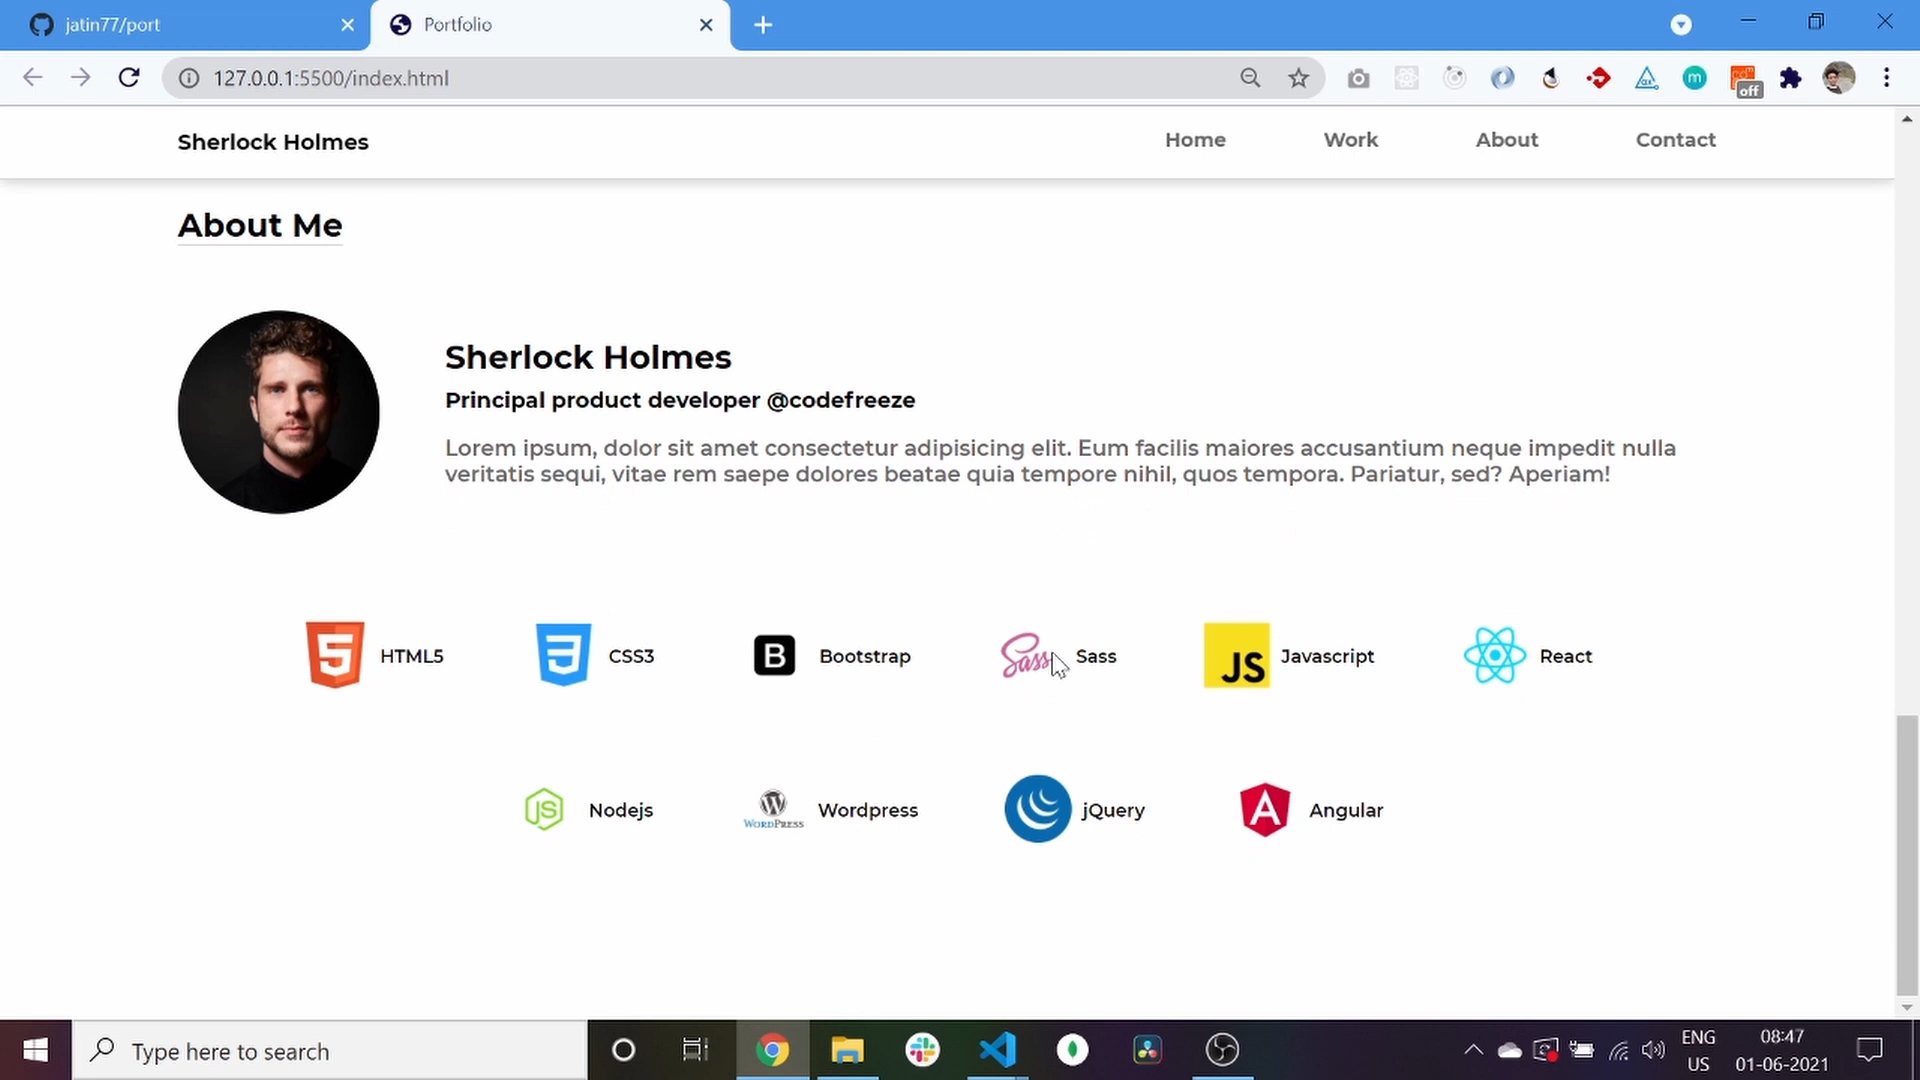 jatin77/port
Portfolio
127.0.0.1:5500/index.html
m
off
Sherlock Holmes
Home
Work
About
Contact
About Me
Sherlock Holmes
Principal product developer @codefreeze
Lorem ipsum, dolor sit amet consectetur adipisicing elit. Eum facilis maiores accusantium neque impedit nulla
veritatis sequi, vitae rem saepe dolores beatae quia tempore nihil, quos tempora. Pariatur, sed? Aperiam!
5
HTML5
3
CSS3
B
Bootstrap
Sass
Sass
JS
Javascript
React
JS
Nodejs
W
WORDPRESS
Wordpress
jQuery
A
Angular
Type here to search
ENG
US
08:47
01-06-2021